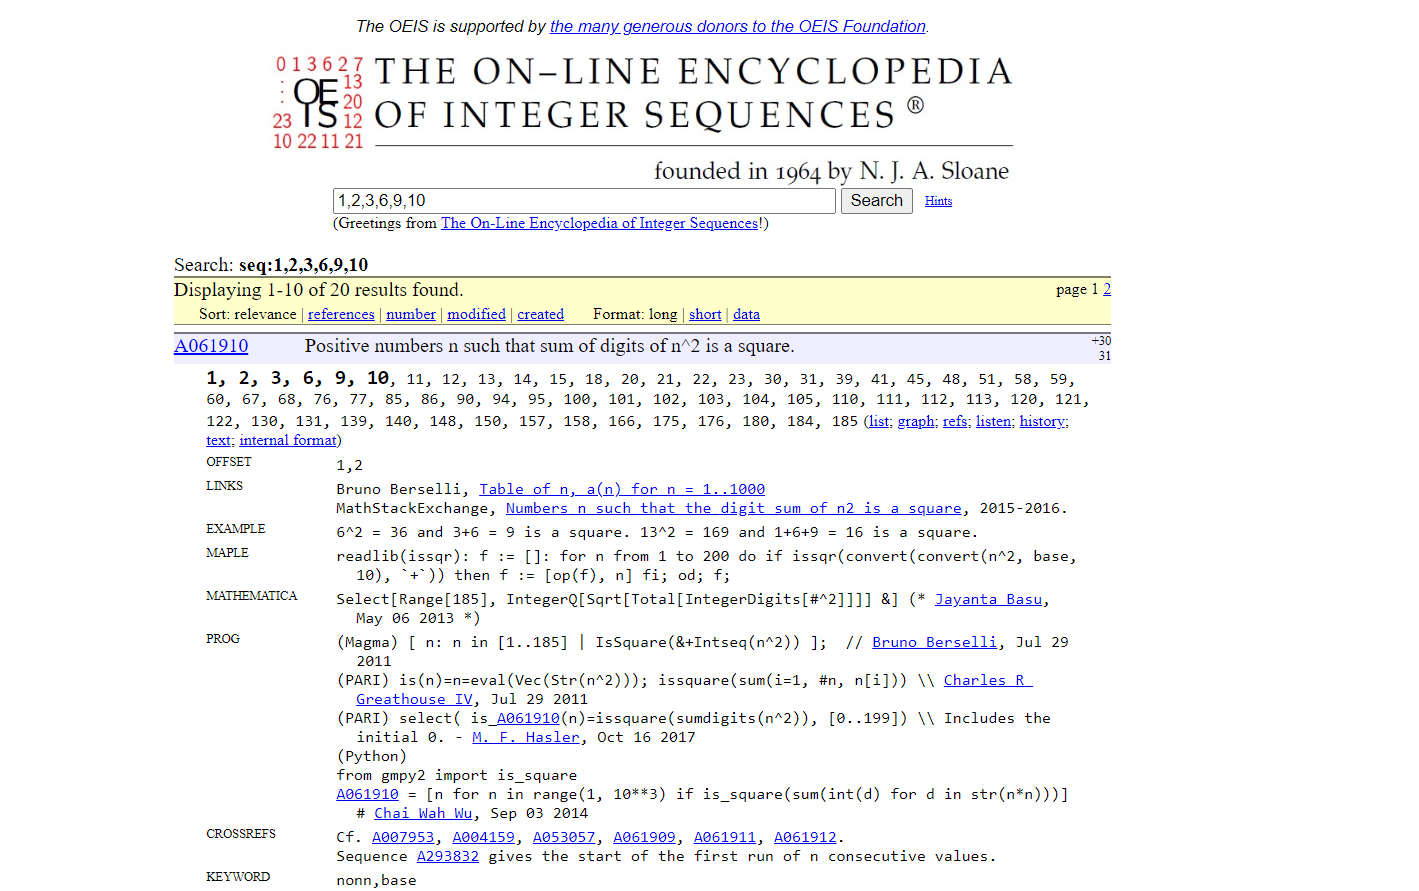 The OEIS is supported by the many generous donors to the OEIS Foundation.
0 1 3 6 2 7
: 13
: OE 20
23 IS 12
10 22 11 21
THE ON-LINE ENCYCLOPEDIA
OF INTEGER SEQUENCES ®
founded in 1964 by N. J. A. Sloane
1,2,3,6,9,10 Search Hints
(Greetings from The On-Line Encyclopedia of Integer Sequences!)
Search: seq:1,2,3,6,9,10
Displaying 1-10 of 20 results found. page 1 2
Sort: relevance | references | number | modified | created Format: long | short | data
A061910 Positive numbers n such that sum of digits of n^2 is a square. +30
31
1, 2, 3, 6, 9, 10, 11, 12, 13, 14, 15, 18, 20, 21, 22, 23, 30, 31, 39, 41, 45, 48, 51, 58, 59,
60, 67, 68, 76, 77, 85, 86, 90, 94, 95, 100, 101, 102, 103, 104, 105, 110, 111, 112, 113, 120, 121,
122, 130, 131, 139, 140, 148, 150, 157, 158, 166, 175, 176, 180, 184, 185 (list; graph; refs; listen; history;
text; internal format)
OFFSET 1,2
LINKS Bruno Berselli, Table of n, a(n) for n = 1..1000
MathStackExchange, Numbers n such that the digit sum of n2 is a square, 2015-2016.
EXAMPLE 6^2 = 36 and 3+6 = 9 is a square. 13^2 = 169 and 1+6+9 = 16 is a square.
MAPLE readlib(issqr): f := []: for n from 1 to 200 do if issqr(convert(convert(n^2, base,
10), `+`)) then f := [op(f), n] fi; od; f;
MATHEMATICA Select[Range[185], IntegerQ[Sqrt[Total[IntegerDigits[#^2]]]] &] (* Jayanta Basu,
May 06 2013 *)
PROG (Magma) [ n: n in [1..185] | IsSquare(&+Intseq(n^2)) ]; // Bruno Berselli, Jul 29
2011
(PARI) is(n)=n=eval(Vec(Str(n^2))); issquare(sum(i=1, #n, n[i])) \\ Charles R
Greathouse IV, Jul 29 2011
(PARI) select( is_A061910(n)=issquare(sumdigits(n^2)), [0..199]) \\ Includes the
initial 0. - M. F. Hasler, Oct 16 2017
(Python)
from gmpy2 import is_square
A061910 = [n for n in range(1, 10**3) if is_square(sum(int(d) for d in str(n*n)))]
# Chai Wah Wu, Sep 03 2014
CROSSREFS Cf. A007953, A004159, A053057, A061909, A061911, A061912.
Sequence A293832 gives the start of the first run of n consecutive values.
KEYWORD nonn,base